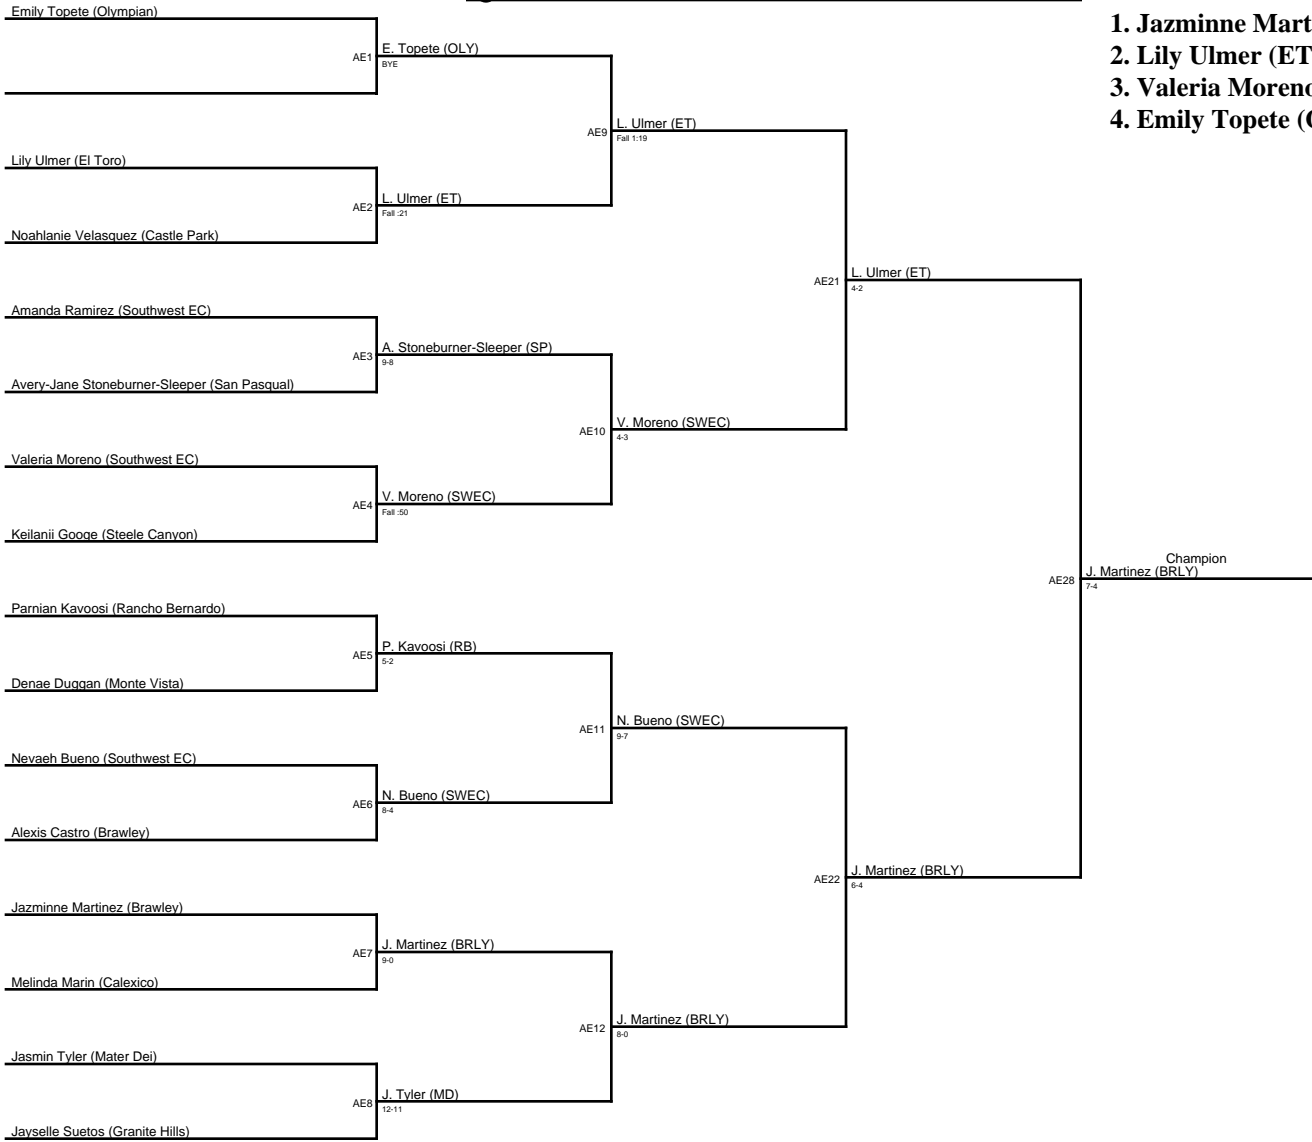 Emily Topete (Olympian)
AE1
E. Topete (OLY)
BYE
Lily Ulmer (El Toro)
AE2
L. Ulmer (ET)
Fall :21
Noahlanie Velasquez (Castle Park)
AE9
L. Ulmer (ET)
Fall 1:19
Amanda Ramirez (Southwest EC)
AE3
A. Stoneburner-Sleeper (SP)
9-8
Avery-Jane Stoneburner-Sleeper (San Pasqual)
AE10
V. Moreno (SWEC)
4-3
Valeria Moreno (Southwest EC)
AE4
V. Moreno (SWEC)
Fall :50
Keilanii Googe (Steele Canyon)
AE21
L. Ulmer (ET)
4-2
Parnian Kavoosi (Rancho Bernardo)
AE5
P. Kavoosi (RB)
5-2
Denae Duggan (Monte Vista)
AE11
N. Bueno (SWEC)
9-7
Nevaeh Bueno (Southwest EC)
AE6
N. Bueno (SWEC)
8-4
Alexis Castro (Brawley)
AE22
J. Martinez (BRLY)
6-4
Jazminne Martinez (Brawley)
AE7
J. Martinez (BRLY)
9-0
Melinda Marin (Calexico)
AE12
J. Martinez (BRLY)
8-0
Jasmin Tyler (Mater Dei)
AE8
J. Tyler (MD)
12-11
Jayselle Suetos (Granite Hills)
AE28
Champion
J. Martinez (BRLY)
7-4
1. Jazminne Mart
2. Lily Ulmer (ET
3. Valeria Moreno
4. Emily Topete (